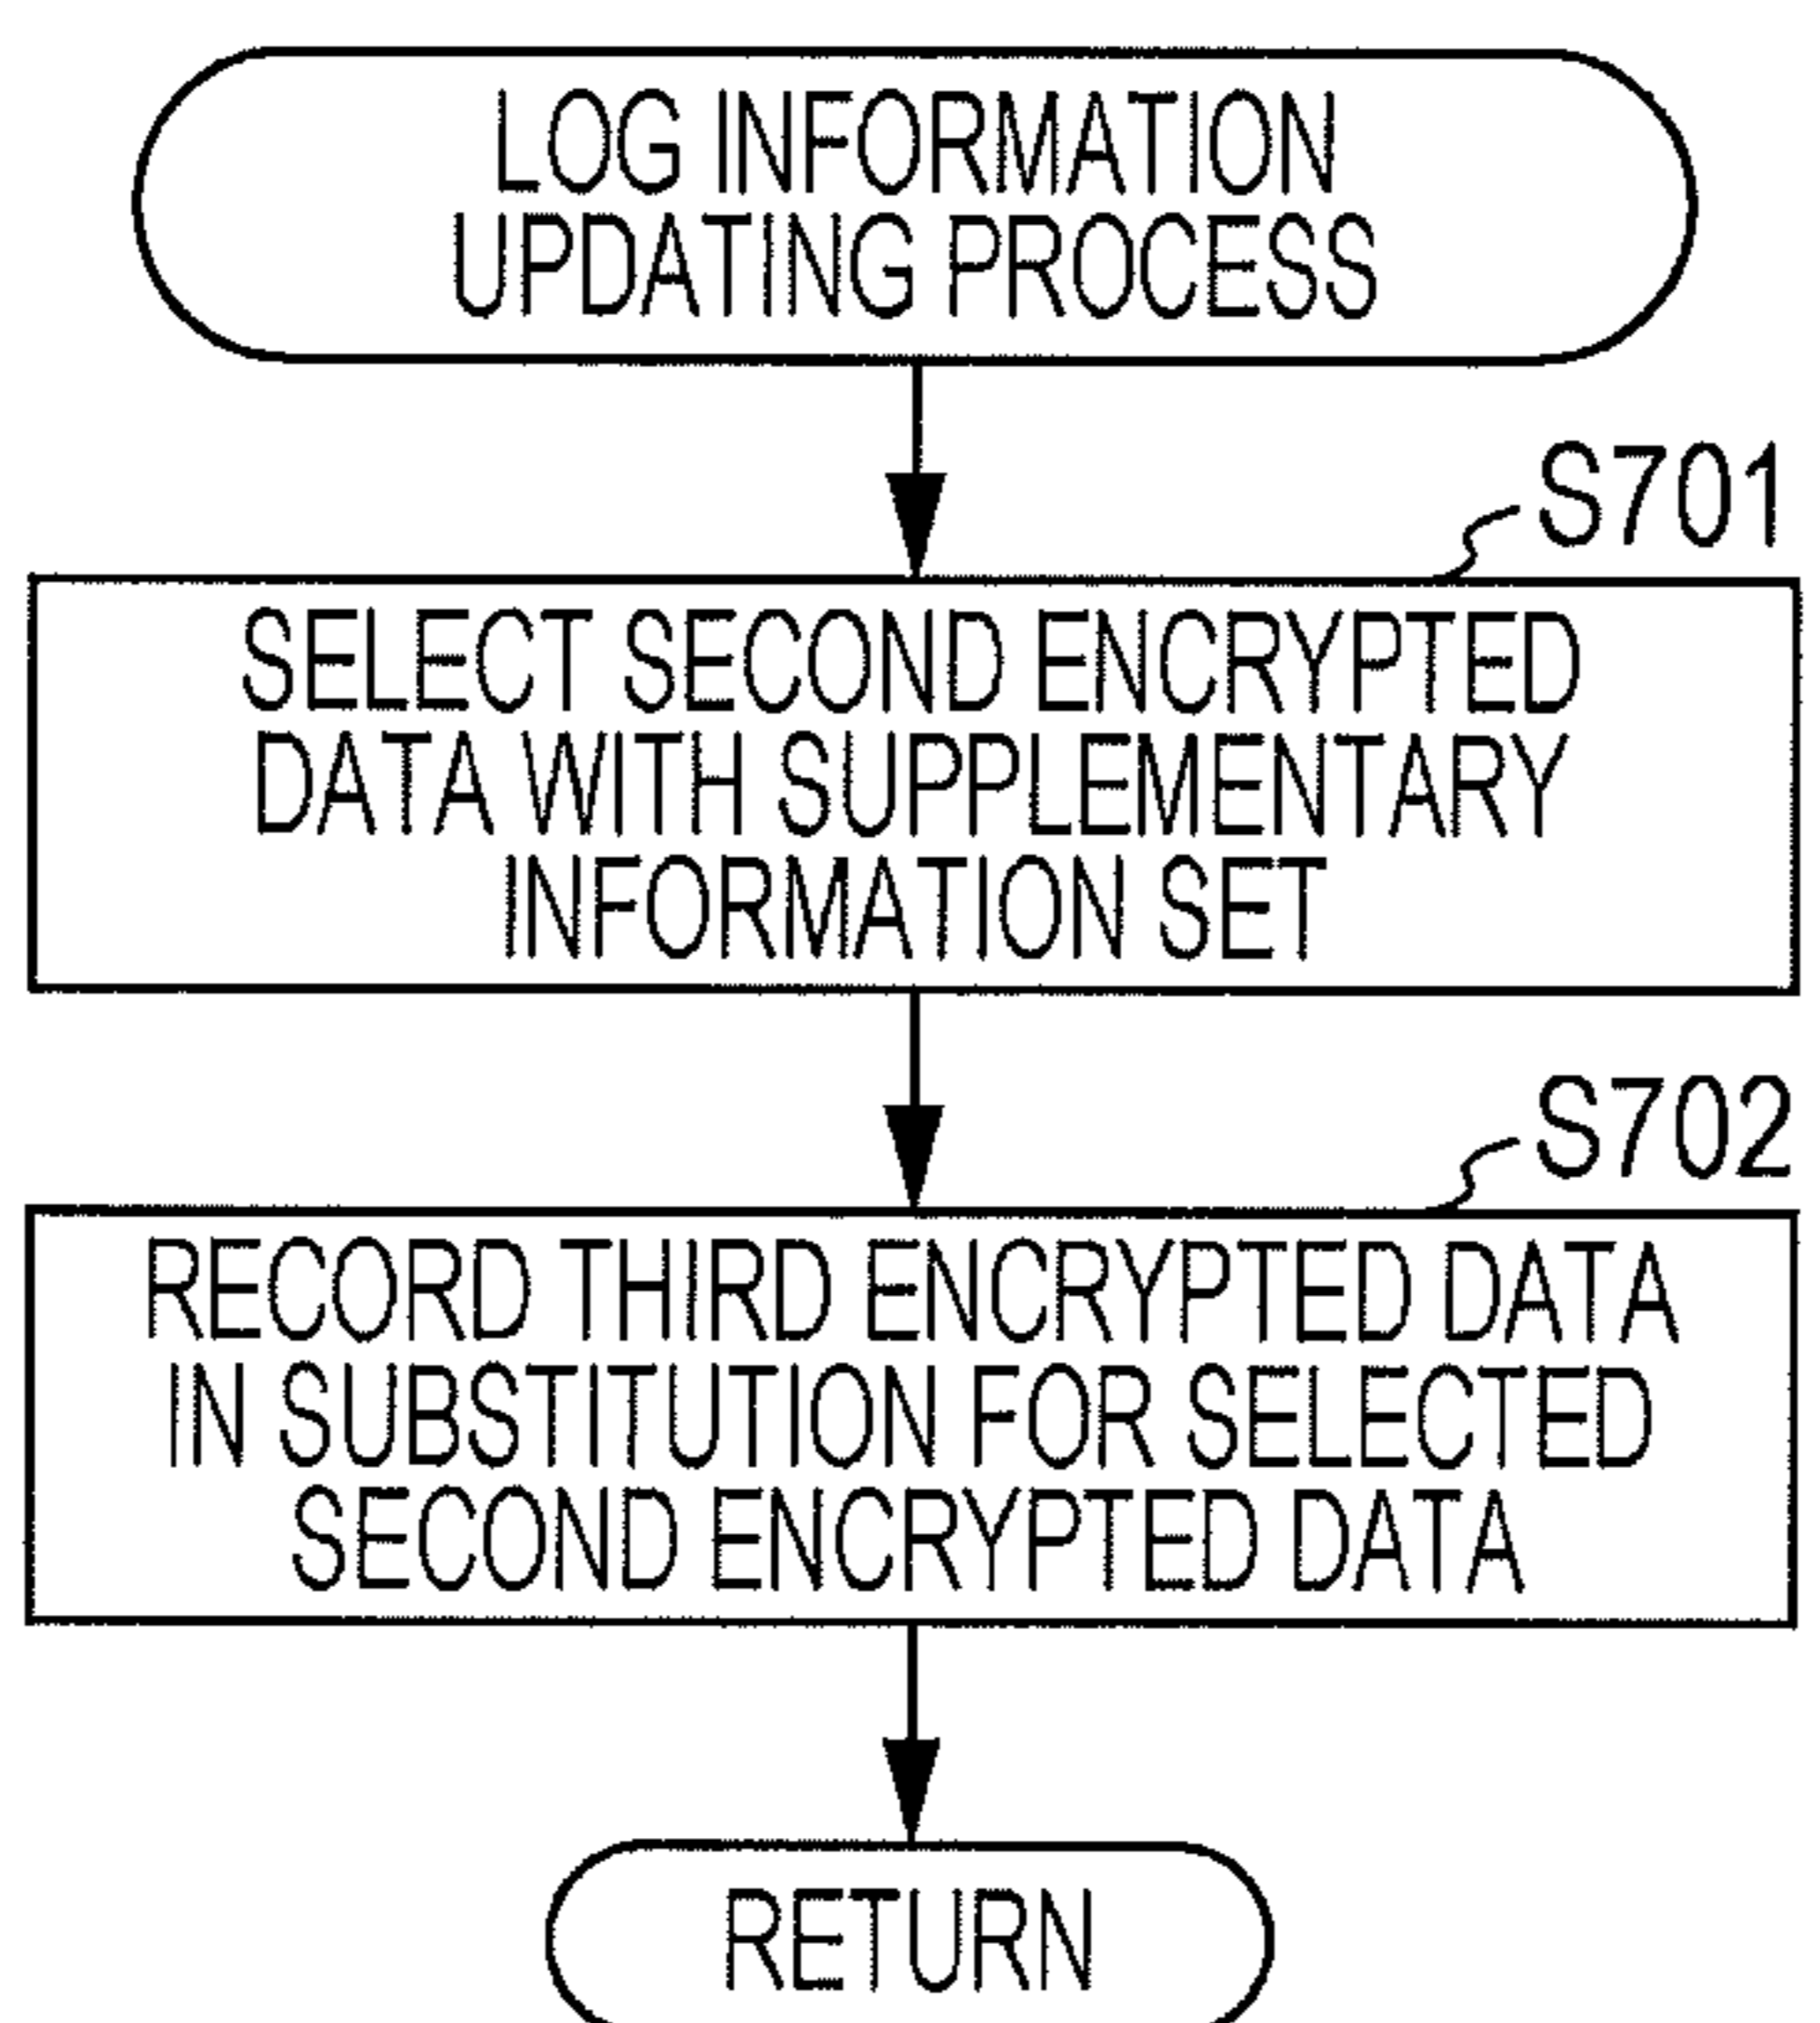 LOG INFORMATION
UPDATING PROCESS
S701
SELECT SECOND ENCRYPTED
DATA WITH SUPPLEMENTARY
INFORMATION SET
S702
RECORD THIRD ENCRYPTED DATA
IN SUBSTITUTION FOR SELECTED
SECOND ENCRYPTED DATA
RETURN